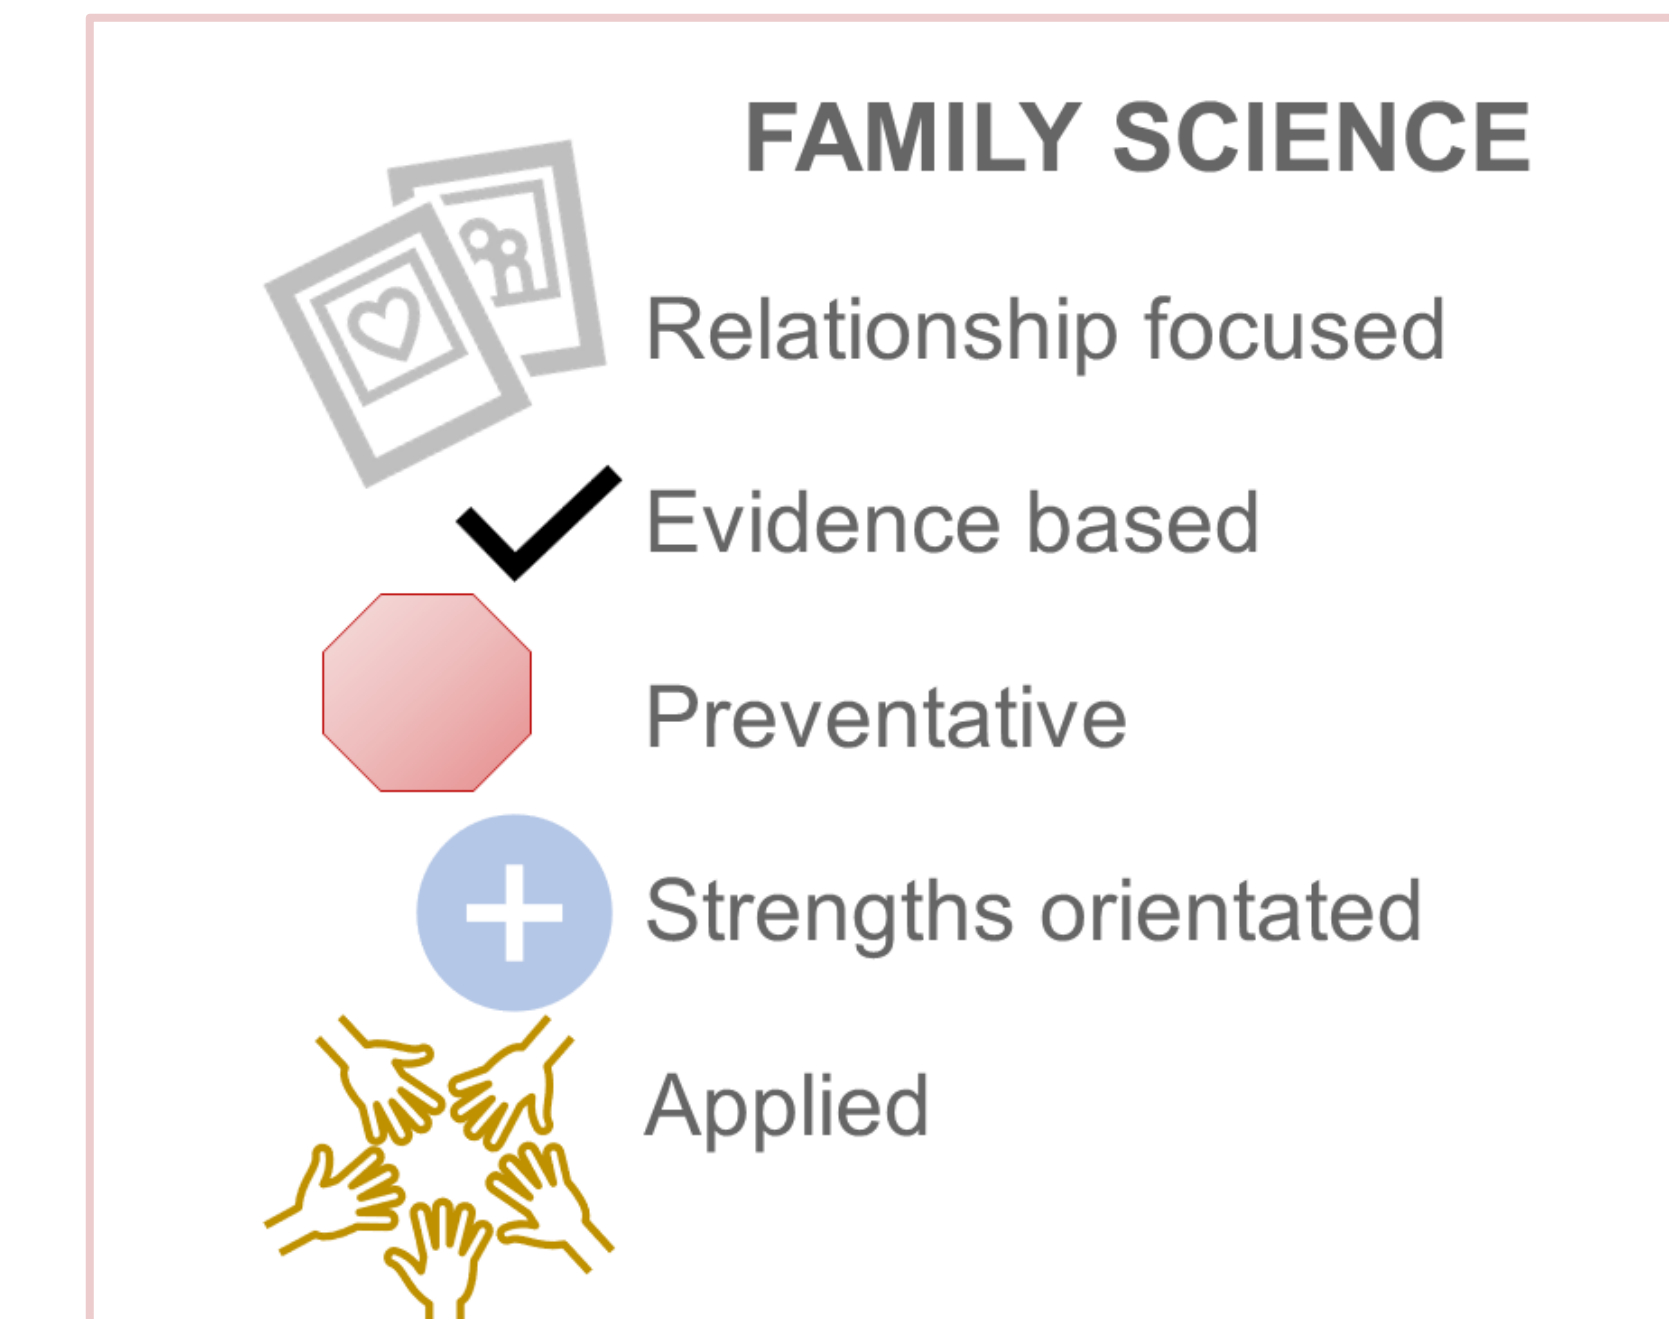 FAMILY SCIENCE
Relationship focused
Evidence based
Preventative
Strengths orientated
Applied